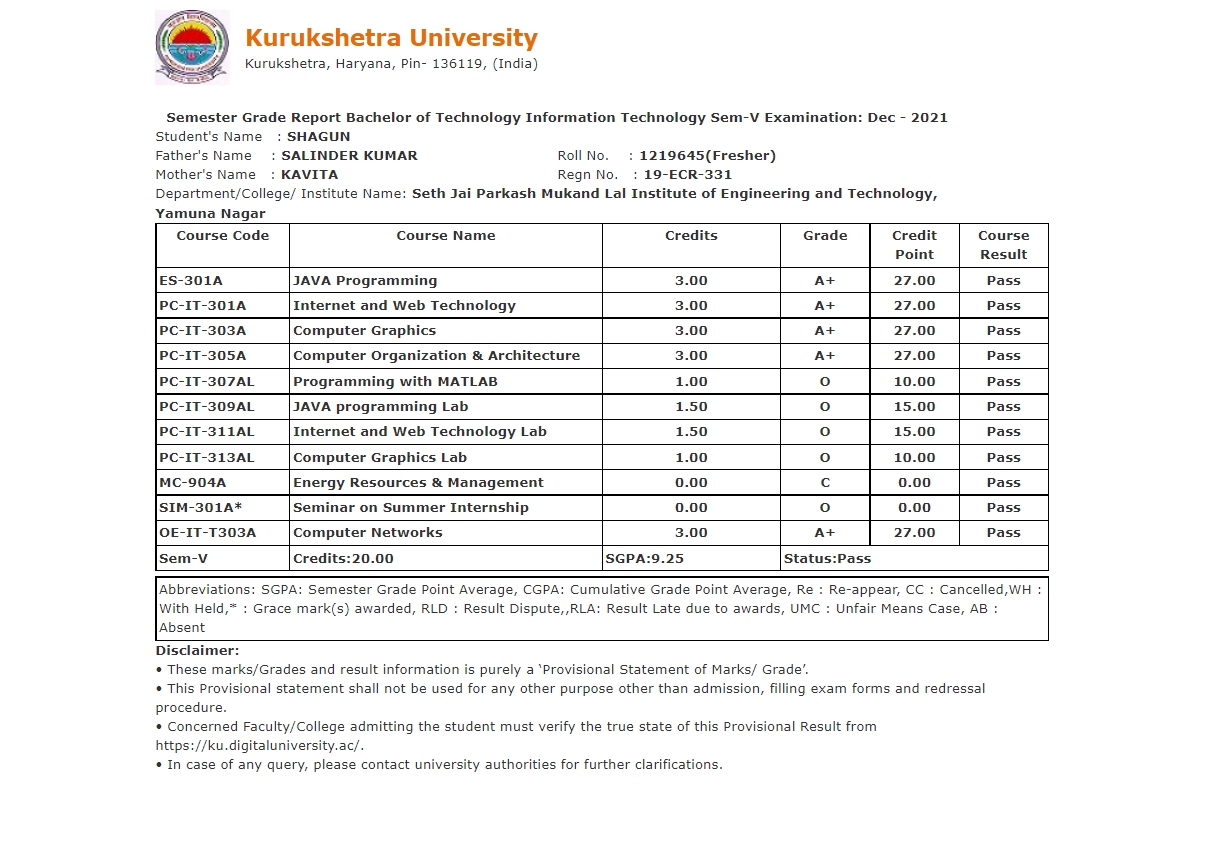 Kurukshetra University
Kurukshetra, Haryana, Pin- 136119, (India)
Semester Grade Report Bachelor of Technology Information Technology Sem-V Examination: Dec - 2021
Student's Name : SHAGUN
Father's Name : SALINDER KUMAR Roll No. : 1219645(Fresher)
Mother's Name : KAVITA Regn No. : 19-ECR-331
Department/College/ Institute Name: Seth Jai Parkash Mukand Lal Institute of Engineering and Technology,
Yamuna Nagar
Course Code Course Name Credits Grade Credit Point Course Result
ES-301A JAVA Programming 3.00 A+ 27.00 Pass
PC-IT-301A Internet and Web Technology 3.00 A+ 27.00 Pass
PC-IT-303A Computer Graphics 3.00 A+ 27.00 Pass
PC-IT-305A Computer Organization & Architecture 3.00 A+ 27.00 Pass
PC-IT-307AL Programming with MATLAB 1.00 O 10.00 Pass
PC-IT-309AL JAVA programming Lab 1.50 O 15.00 Pass
PC-IT-311AL Internet and Web Technology Lab 1.50 O 15.00 Pass
PC-IT-313AL Computer Graphics Lab 1.00 O 10.00 Pass
MC-904A Energy Resources & Management 0.00 C 0.00 Pass
SIM-301A* Seminar on Summer Internship 0.00 O 0.00 Pass
OE-IT-T303A Computer Networks 3.00 A+ 27.00 Pass
Sem-V Credits:20.00 SGPA:9.25 Status:Pass
Abbreviations: SGPA: Semester Grade Point Average, CGPA: Cumulative Grade Point Average, Re : Re-appear, CC : Cancelled,WH :
With Held,* : Grace mark(s) awarded, RLD : Result Dispute,,RLA: Result Late due to awards, UMC : Unfair Means Case, AB :
Absent
Disclaimer:
• These marks/Grades and result information is purely a ‘Provisional Statement of Marks/ Grade’.
• This Provisional statement shall not be used for any other purpose other than admission, filling exam forms and redressal
procedure.
• Concerned Faculty/College admitting the student must verify the true state of this Provisional Result from
https://ku.digitaluniversity.ac/.
• In case of any query, please contact university authorities for further clarifications.